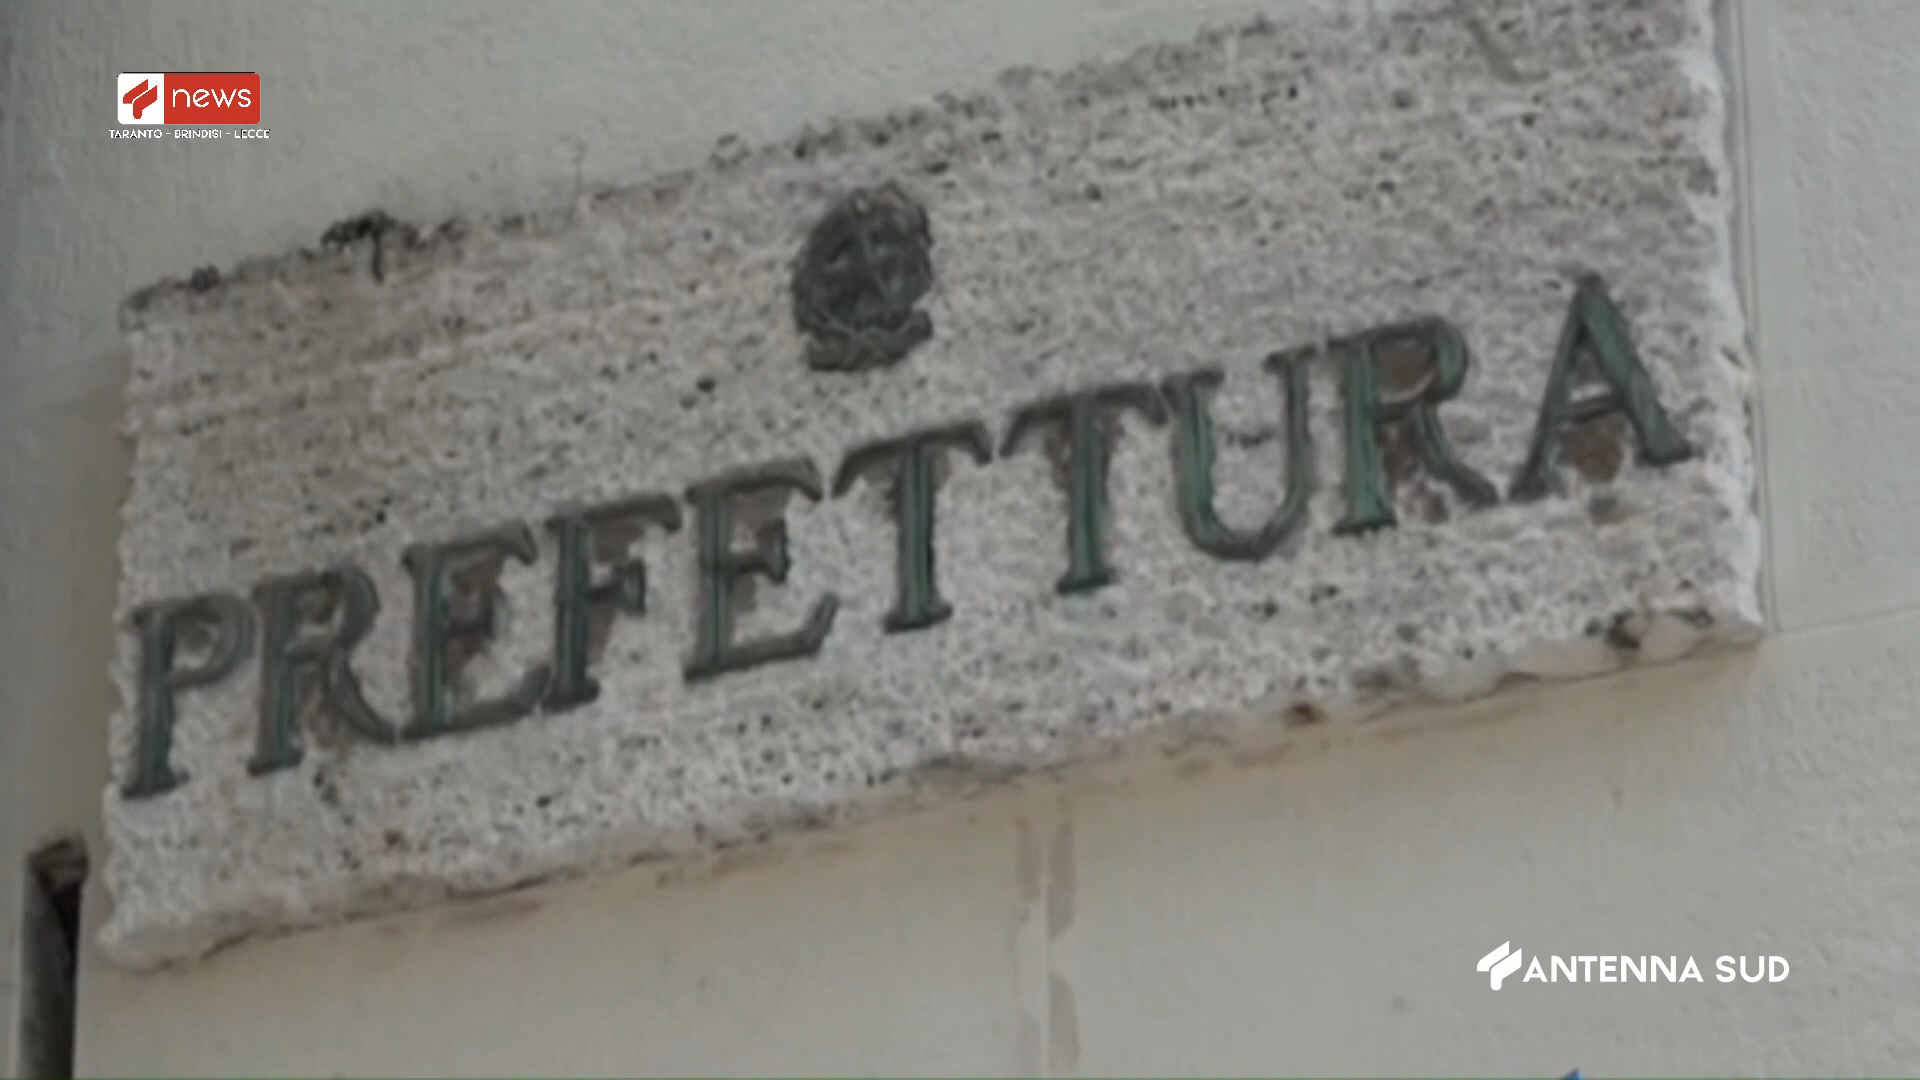 news
TARANTO - BRINDISI - LECCE
PREFETTURA
ANTENNA SUD